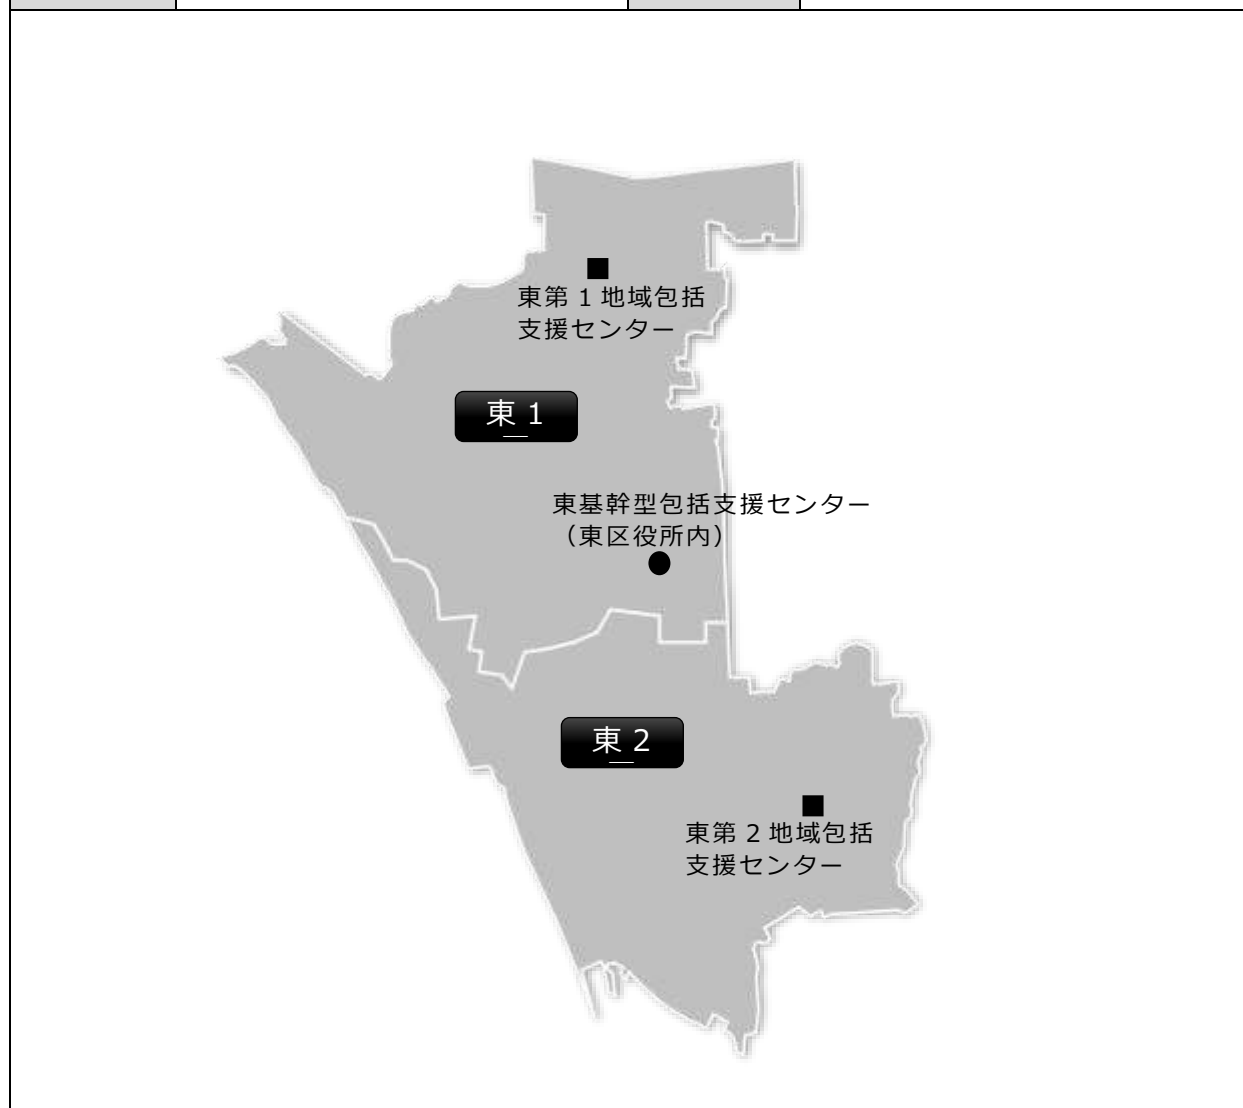 東第１地域包括
支援センター
東１
東基幹型包括支援センター
（東区役所内）
東２
東第２地域包括
支援センター